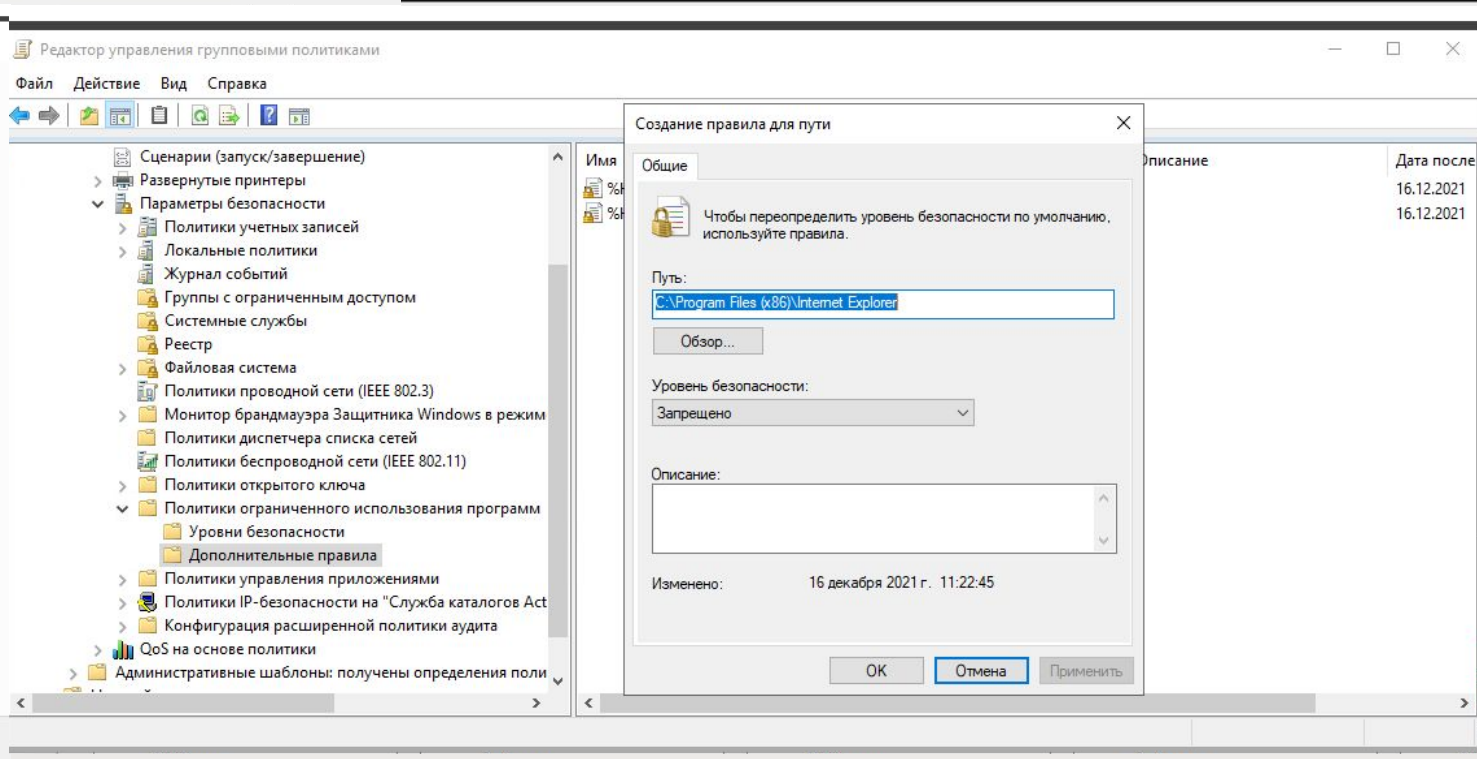 Редактор управления групповыми политиками
Файл Действие Вид Справка
Сценарии (запуск/завершение)
Развернутые принтеры
Параметры безопасности
Политики учетных записей
Локальные политики
Журнал событий
Группы с ограниченным доступом
Системные службы
Реестр
Файловая система
Политики проводной сети (IEEE 802.3)
Монитор брандмауэра Защитника Windows в режим
Политики диспетчера списка сетей
Политики беспроводной сети (IEEE 802.11)
Политики открытого ключа
Политики ограниченного использования программ
Уровни безопасности
Дополнительные правила
Политики управления приложениями
Политики IP-безопасности на "Служба каталогов Act
Конфигурация расширенной политики аудита
QoS на основе политики
Административные шаблоны: получены определения поли
Имя
Описание
Дата после
16.12.2021
16.12.2021
Создание правила для пути
Общие
Чтобы переопределить уровень безопасности по умолчанию,
используйте правила.
Путь:
C:\Program Files (x86)\Internet Explorer
Обзор...
Уровень безопасности:
Запрещено
Описание:
Изменено: 16 декабря 2021 г. 11:22:45
OK Отмена Применить